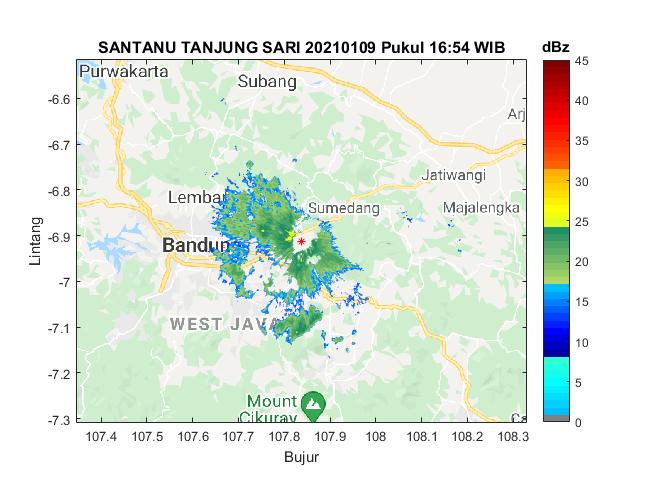 SANTANU TANJUNG SARI 20210109 Pukul 16:54 WIB
dBz
Purwakarta
Subang
Arj
Jatiwangi
Lemba
Sumedang
Majalengka
Bandun
WEST JAVA
Mount
Cikuray
-6.6
-6.7
-6.8
-6.9
-7
-7.1
-7.2
-7.3
Lintang
107.4 107.5 107.6 107.7 107.8 107.9 108 108.1 108.2 108.3
Bujur
45
40
35
30
25
20
15
10
5
0